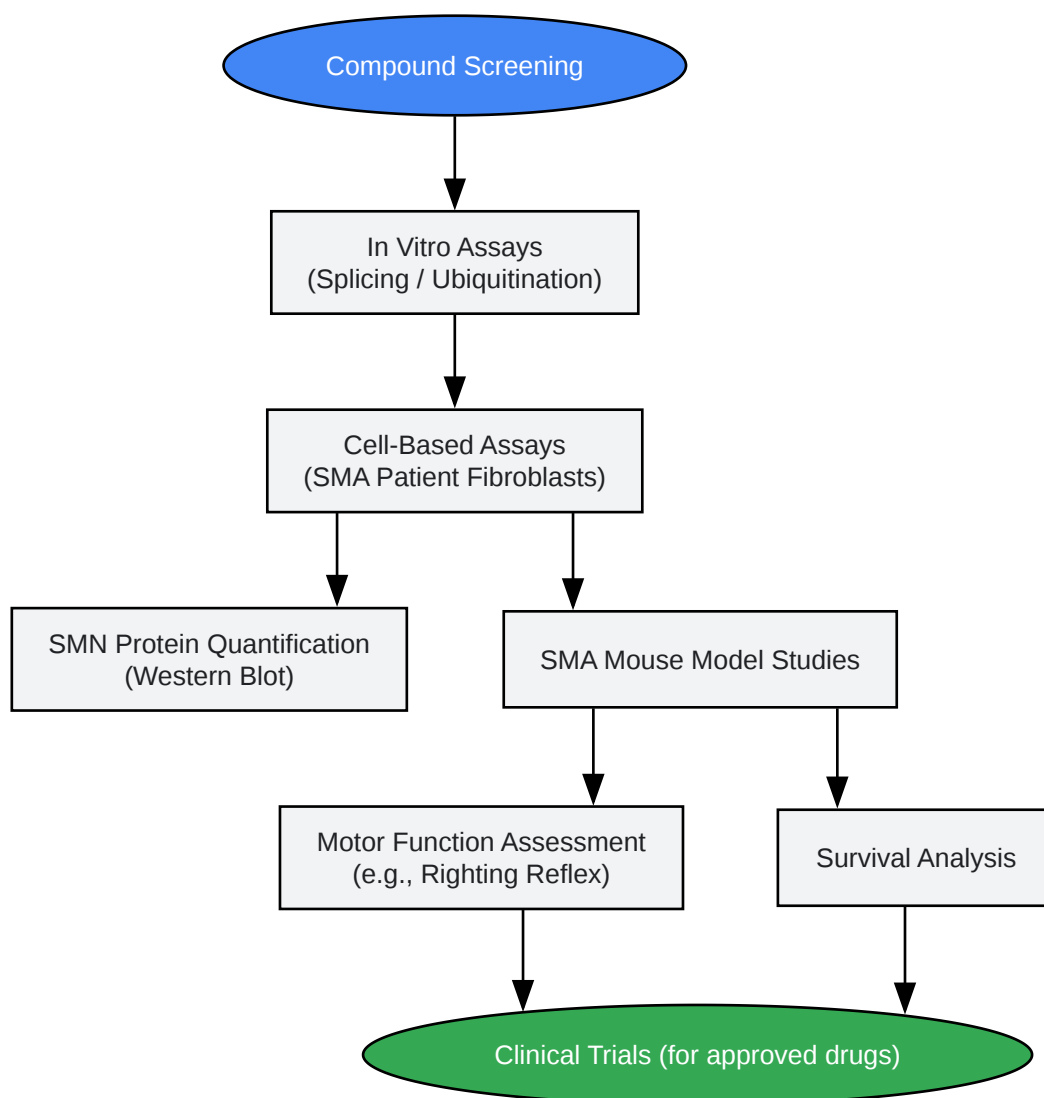 Compound Screening
In Vitro Assays
(Splicing / Ubiquitination)
Cell-Based Assays
(SMA Patient Fibroblasts)
SMN Protein Quantification
(Western Blot)
SMA Mouse Model Studies
Motor Function Assessment
(e.g., Righting Reflex)
Survival Analysis
Clinical Trials (for approved drugs)